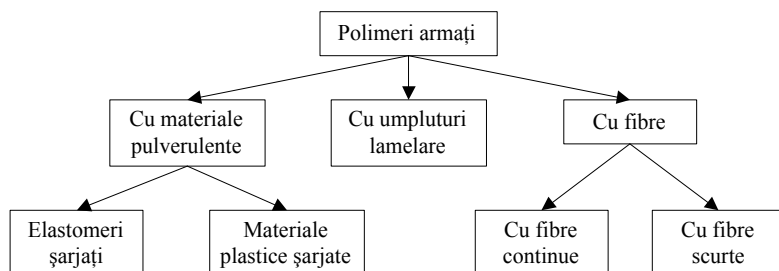 Polimeri armați
Cu materiale
pulverulente
Cu umpluturi
lamelare
Cu fibre
Elastomeri
șarjați
Materiale
plastice șarjate
Cu fibre
continue
Cu fibre
scurte